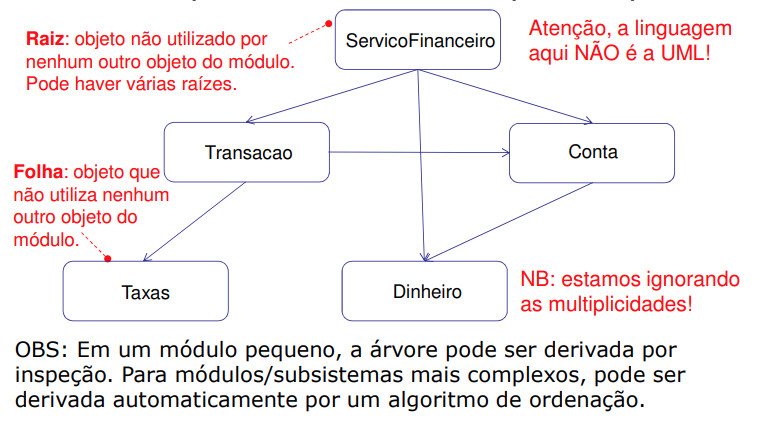 Raiz: objeto não utilizado por
nenhum outro objeto do módulo.
Pode haver várias raízes.
ServicoFinanceiro
Atenção, a linguagem
aqui NÃO é a UML!
Transacao
Conta
Folha: objeto que
não utiliza nenhum
outro objeto do
módulo.
Taxas
Dinheiro
NB: estamos ignorando
as multiplicidades!
OBS: Em um módulo pequeno, a árvore pode ser derivada por
inspeção. Para módulos/subsistemas mais complexos, pode ser
derivada automaticamente por um algoritmo de ordenação.